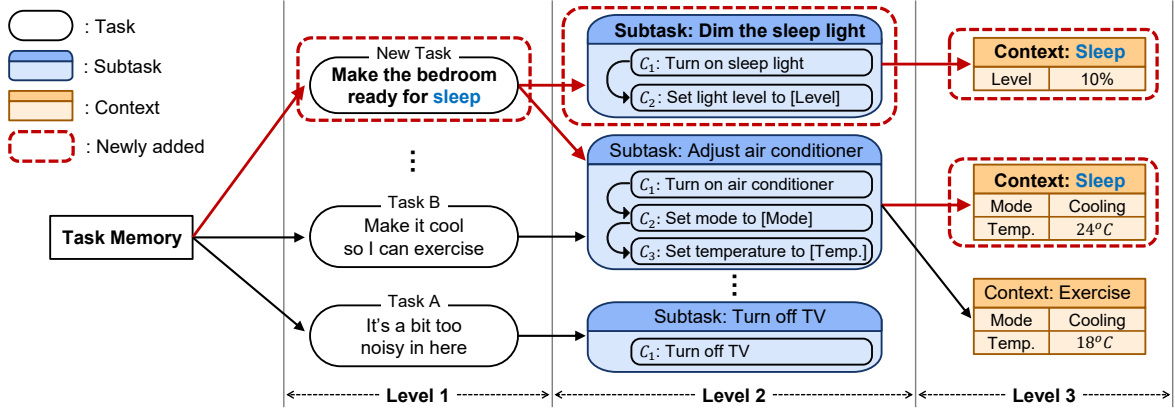 : Task
: Subtask
: Context
: Newly added
Task Memory
New Task
Make the bedroom
ready for sleep
Task B
Make it cool
so I can exercise
Task A
It's a bit too
noisy in here
Subtask: Dim the sleep light
C₁: Turn on sleep light
C₂: Set light level to [Level]
Subtask: Adjust air conditioner
C₁: Turn on air conditioner
C₂: Set mode to [Mode]
C₃: Set temperature to [Temp.]
Subtask: Turn off TV
C₁: Turn off TV
Context: Sleep
Level 10%
Context: Sleep
Mode Cooling
Temp. 24°C
Context: Exercise
Mode Cooling
Temp. 18°C
Level 1
Level 2
Level 3